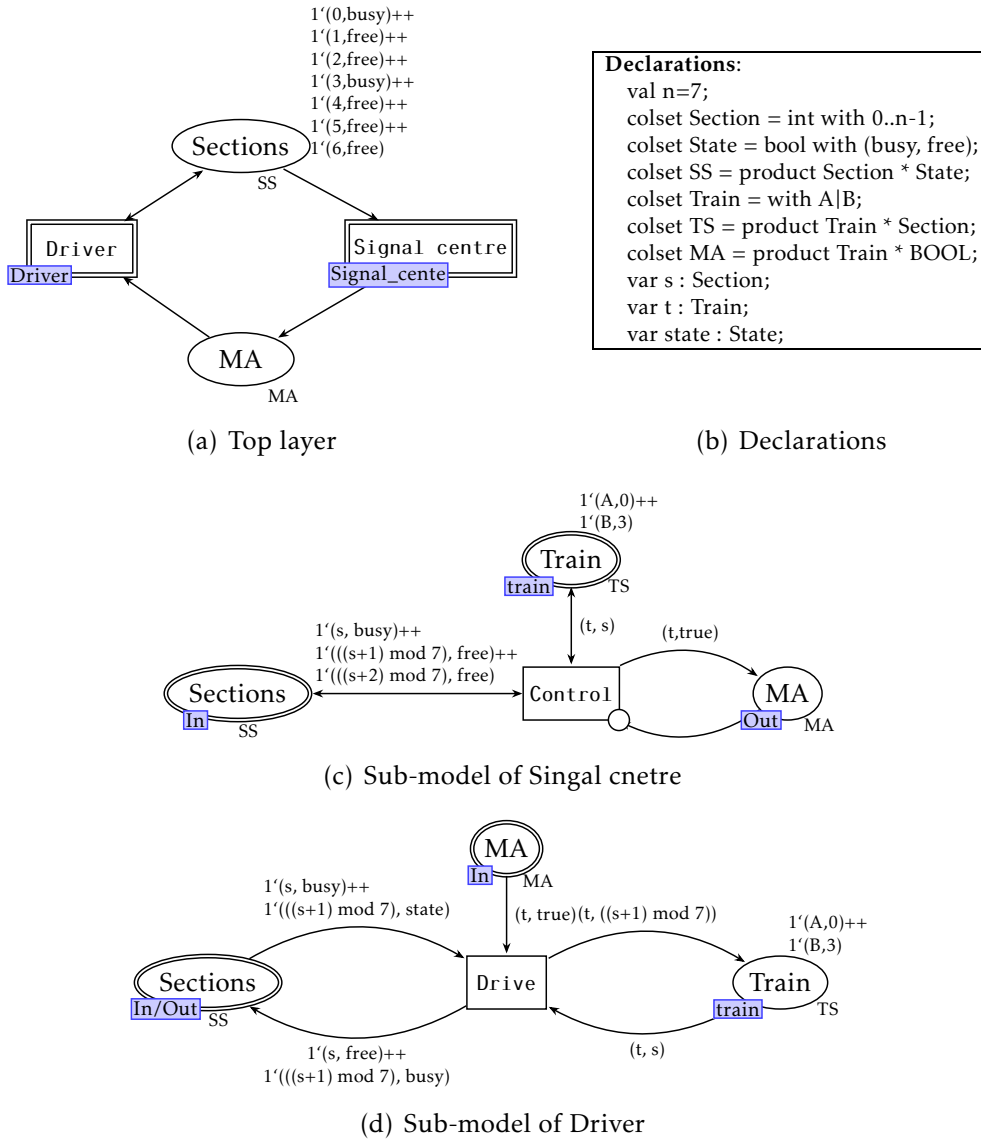 1‘(0,busy)++
1‘(1,free)++
1‘(2,free)++
1‘(3,busy)++
1‘(4,free)++
1‘(5,free)++
1‘(6,free)
Sections
SS
Driver
Driver
Signal centre
Signal_cente
MA
MA
(a) Top layer
Declarations:
val n=7;
colset Section = int with 0..n-1;
colset State = bool with (busy, free);
colset SS = product Section * State;
colset Train = with A|B;
colset TS = product Train * Section;
colset MA = product Train * BOOL;
var s : Section;
var t : Train;
var state : State;
(b) Declarations
1‘(A,0)++
1‘(B,3)
Train
train
TS
(t, s)
(t,true)
1‘(s, busy)++
1‘(((s+1) mod 7), free)++
1‘(((s+2) mod 7), free)
Sections
In
SS
Control
MA
Out
MA
(c) Sub-model of Singal cnetre
MA
In
MA
1‘(s, busy)++
1‘(((s+1) mod 7), state)
(t, true)(t, ((s+1) mod 7))
1‘(A,0)++
1‘(B,3)
Sections
In/Out
SS
Drive
Train
train
TS
1‘(s, free)++
1‘(((s+1) mod 7), busy)
(t, s)
(d) Sub-model of Driver